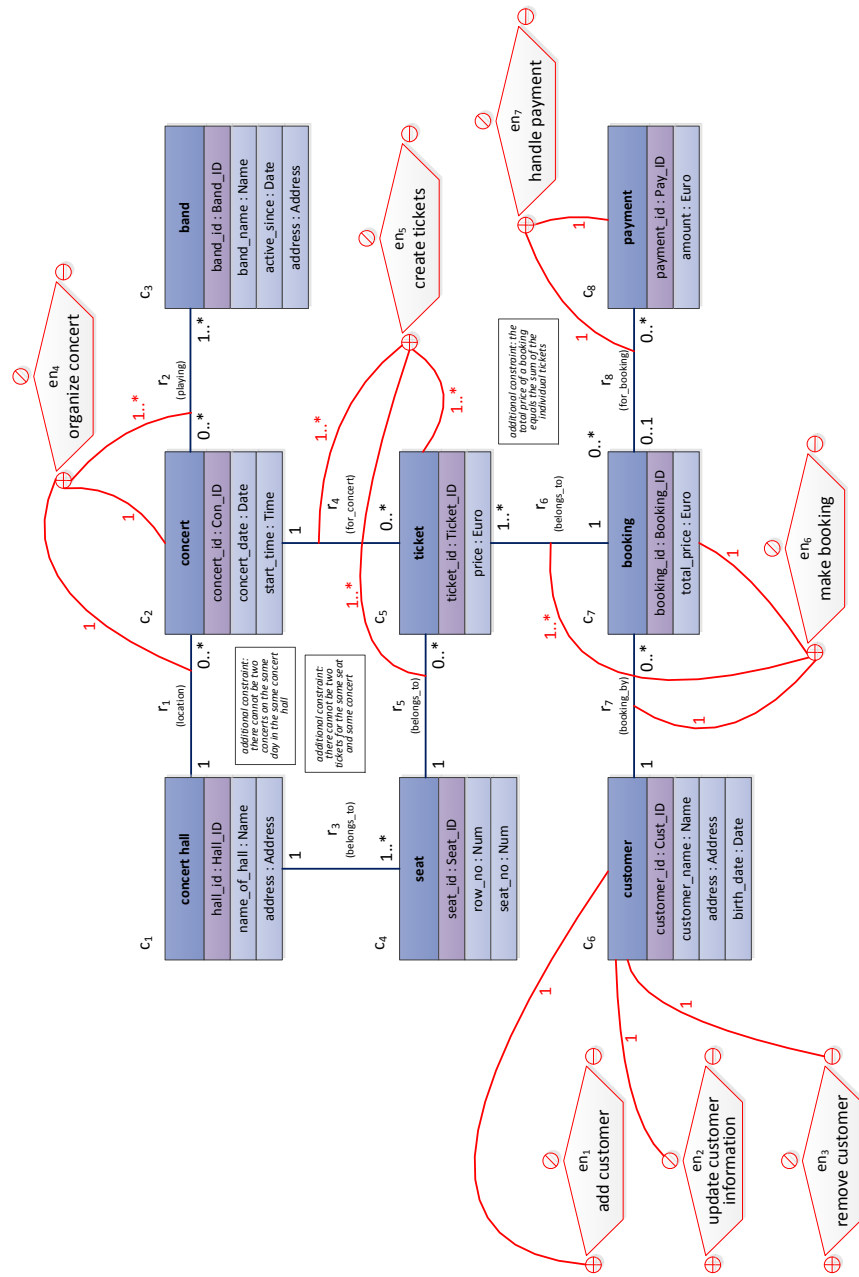 en4
organize concert
1
1
1..*
c1
concert hall
hall_id : Hall_ID
name_of_hall : Name
address : Address
1
r1
(location)
0..*
c2
concert
concert_id : Con_ID
concert_date : Date
start_time : Time
0..*
r2
(playing)
1..*
c3
band
band_id : Band_ID
band_name : Name
active_since : Date
address : Address
additional constraint:
there cannot be two
concerts on the same
day in the same concert
hall
additional constraint:
there cannot be two
tickets for the same seat
and same concert
1
r3
(belongs_to)
1..*
1
r4
(for_concert)
0..*
1..*
1..*
1..*
en5
create tickets
c4
seat
seat_id : Seat_ID
row_no : Num
seat_no : Num
1
r5
(belongs_to)
0..*
c5
ticket
ticket_id : Ticket_ID
price : Euro
1..*
r6
(belongs_to)
1
additional constraint: the
total price of a booking
equals the sum of the
individual tickets
en7
handle payment
1
1
en1
add customer
1
en2
update customer
information
1
en3
remove customer
1
c6
customer
customer_id : Cust_ID
customer_name : Name
address : Address
birth_date : Date
1
r7
(booking_by)
0..*
c7
booking
booking_id : Booking_ID
total_price : Euro
0..*
0..1
r8
(for_booking)
0..*
c8
payment
payment_id : Pay_ID
amount : Euro
1
1..*
1
en6
make booking